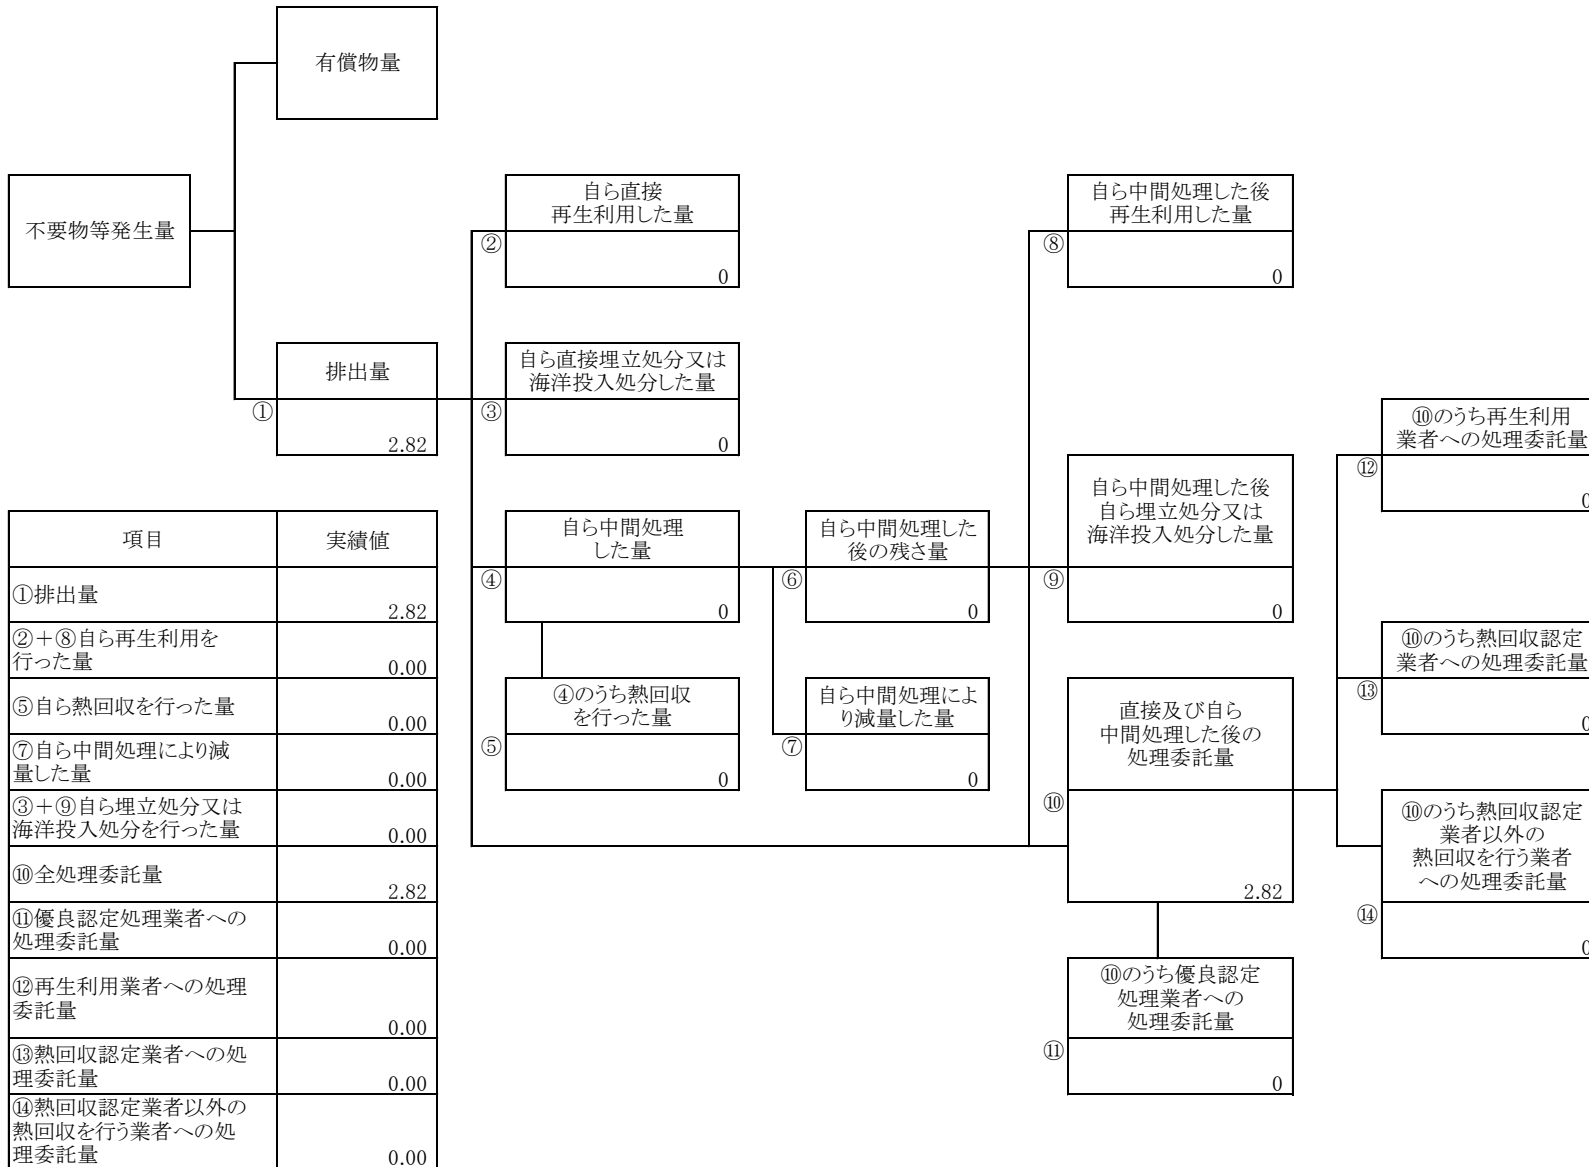 有償物量
不要物等発生量
自ら直接
再生利用した量
②
0
自ら中間処理した後
再生利用した量
⑧
0
排出量
①
2.82
自ら直接埋立処分又は
海洋投入処分した量
③
0
⑩のうち再生利用
業者への処理委託量
⑫
0
自ら中間処理した後
自ら埋立処分又は
海洋投入処分した量
⑨
0
自ら中間処理
した量
④
0
自ら中間処理した
後の残さ量
⑥
0
⑩のうち熱回収認定
業者への処理委託量
⑬
0
④のうち熱回収
を行った量
⑤
0
自ら中間処理によ
り減量した量
⑦
0
直接及び自ら
中間処理した後の
処理委託量
⑩
2.82
⑩のうち熱回収認定
業者以外の
熱回収を行う業者
への処理委託量
⑭
0
⑩のうち優良認定
処理業者への
処理委託量
⑪
0
項目 実績値
①排出量
2.82
②＋⑧自ら再生利用を
行った量
0.00
⑤自ら熱回収を行った量
0.00
⑦自ら中間処理により減
量した量
0.00
③＋⑨自ら埋立処分又は
海洋投入処分を行った量
0.00
⑩全処理委託量
2.82
⑪優良認定処理業者への
処理委託量
0.00
⑫再生利用業者への処理
委託量
0.00
⑬熱回収認定業者への処
理委託量
0.00
⑭熱回収認定業者以外の
熱回収を行う業者への処
理委託量
0.00